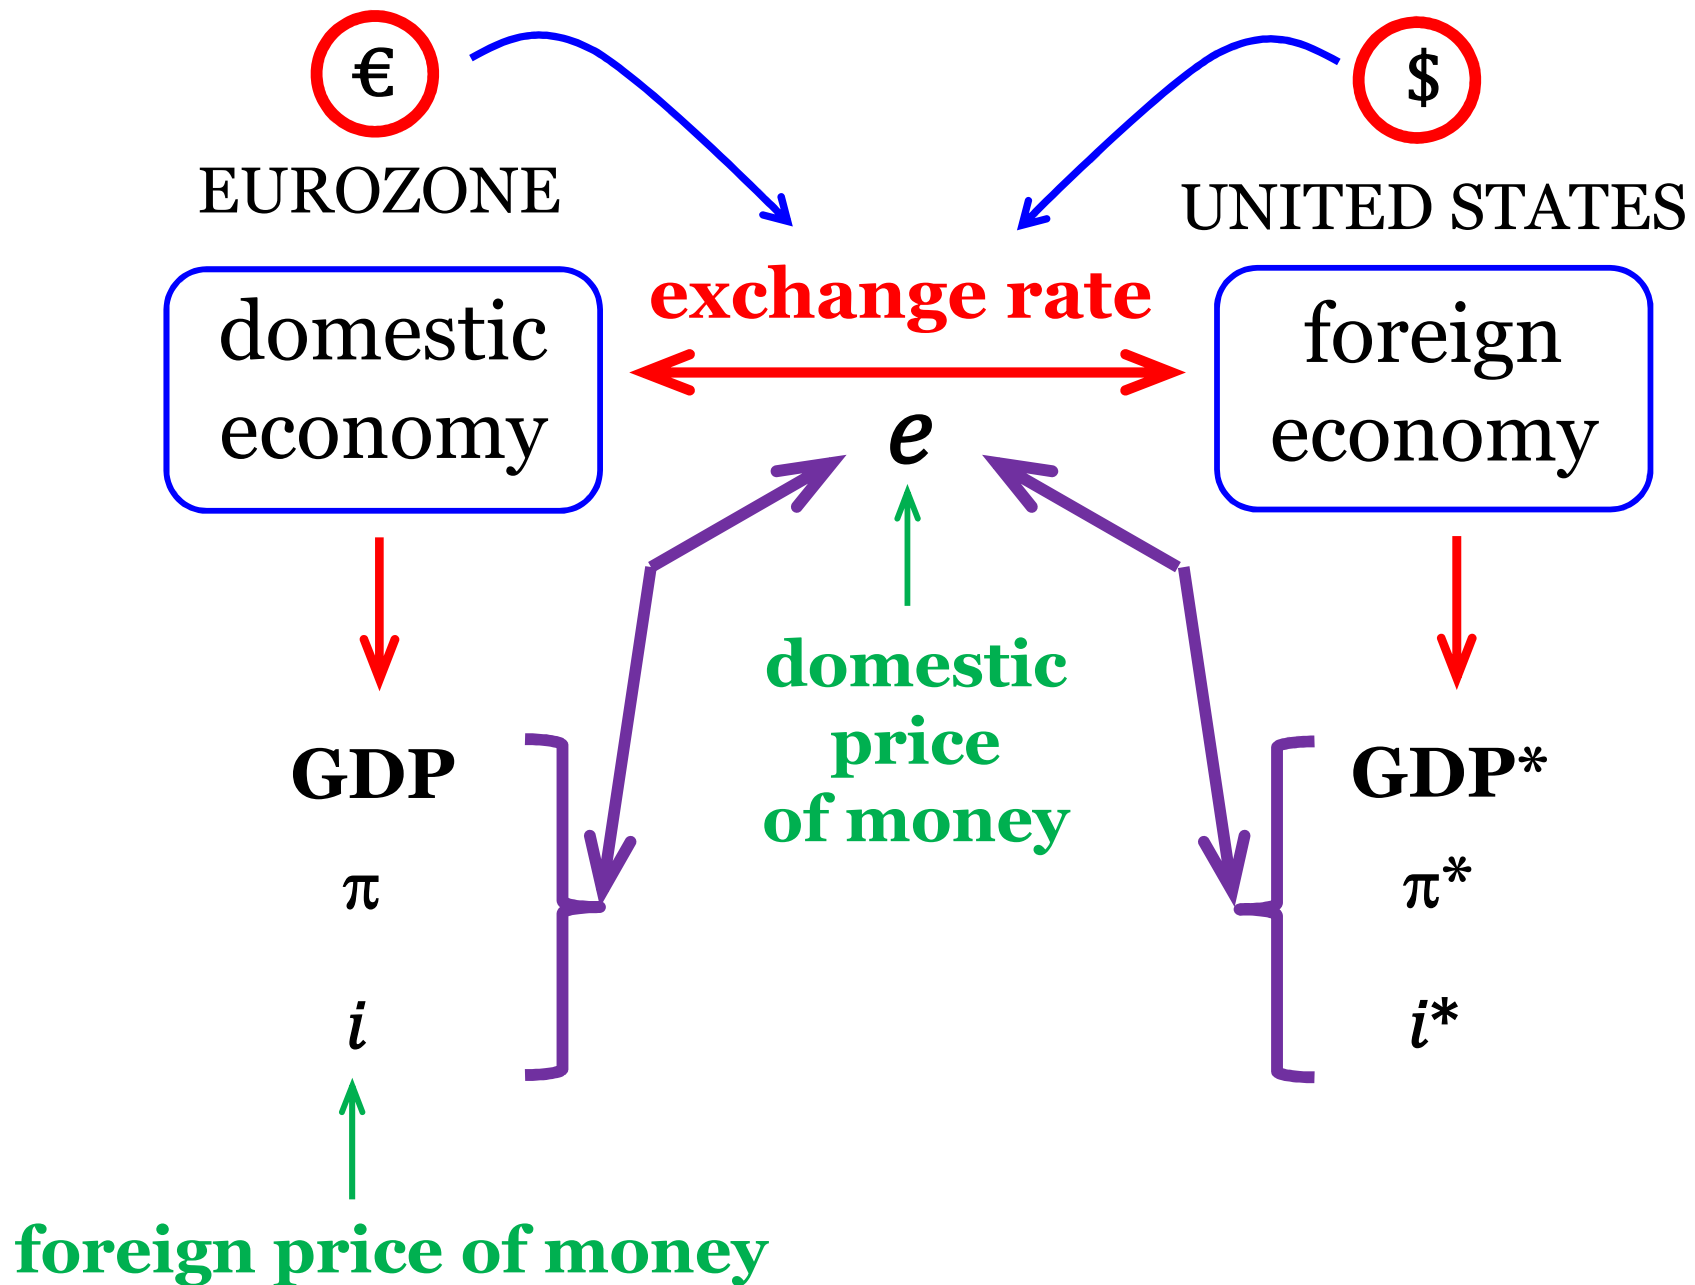 €
$
EUROZONE
UNITED STATES
domestic
economy
exchange rate
e
foreign
economy
domestic
price
of money
GDP
π
i
GDP*
π*
i*
foreign price of money